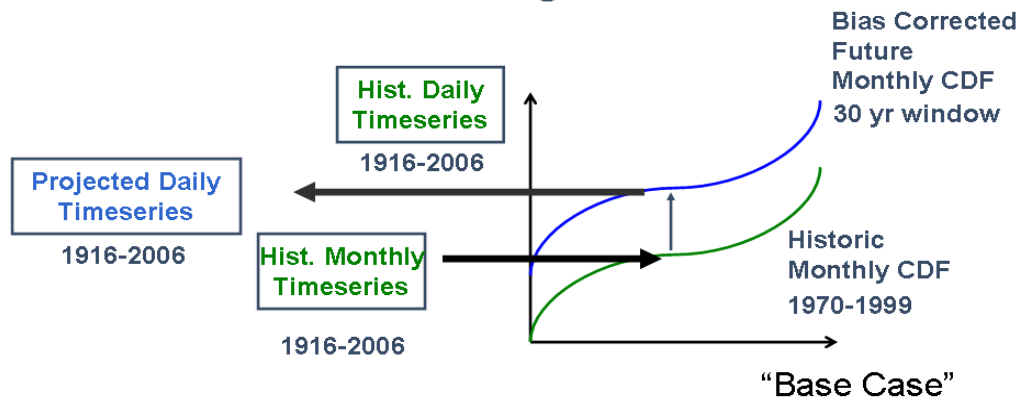 Bias Corrected
Future
Monthly CDF
30 yr window
Hist. Daily
Timeseries
1916-2006
Projected Daily
Timeseries
1916-2006
Hist. Monthly
Timeseries
1916-2006
Historic
Monthly CDF
1970-1999
“Base Case”